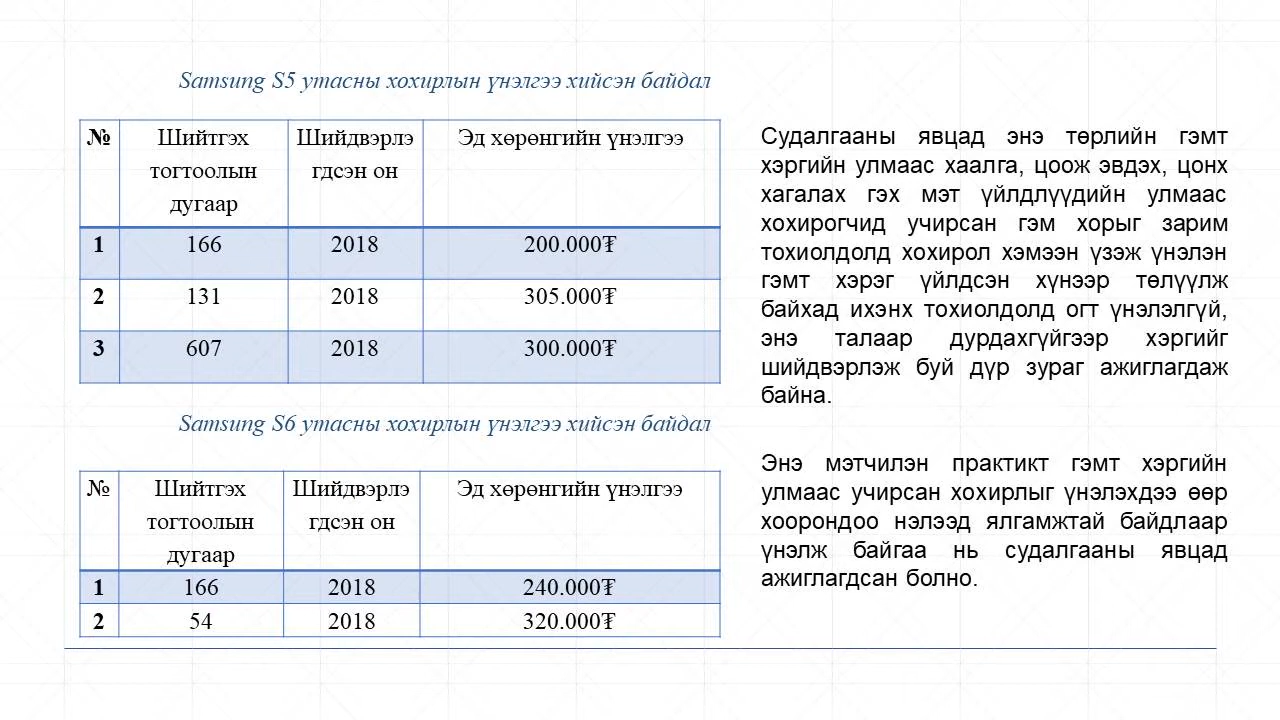 Samsung S5 утасны хохирлын үнэлгээ хийсэн байдал
№ Шийтгэх тогтоолын дугаар Шийдвэрлэгдсэн он Эд хөрөнгийн үнэлгээ
1 166 2018 200.000₮
2 131 2018 305.000₮
3 607 2018 300.000₮
Samsung S6 утасны хохирлын үнэлгээ хийсэн байдал
№ Шийтгэх тогтоолын дугаар Шийдвэрлэгдсэн он Эд хөрөнгийн үнэлгээ
1 166 2018 240.000₮
2 54 2018 320.000₮
Судалгааны явцад энэ төрлийн гэмт
хэргийн улмаас хаалга, цоож эвдэх, цонх
хагалах гэх мэт үйлдлүүдийн улмаас
хохирогчид учирсан гэм хорыг зарим
тохиолдолд хохирол хэмээн үзэж үнэлэн
гэмт хэрэг үйлдсэн хүнээр төлүүлж
байхад ихэнх тохиолдолд огт үнэлэлгүй,
энэ талаар дурдахгүйгээр хэргийг
шийдвэрлэж буй дүр зураг ажиглагдаж
байна.
Энэ мэтчилэн практикт гэмт хэргийн
улмаас учирсан хохирлыг үнэлэхдээ өөр
хоорондоо нэлээд ялгамжтай байдлаар
үнэлж байгаа нь судалгааны явцад
ажиглагдсан болно.